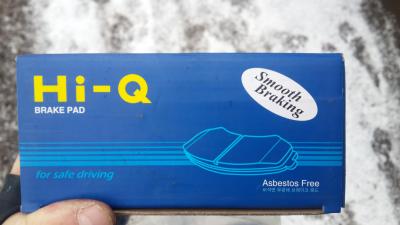 Hi-Q
BRAKE PAD
Smooth
Braking
for safe driving
Asbestos Free